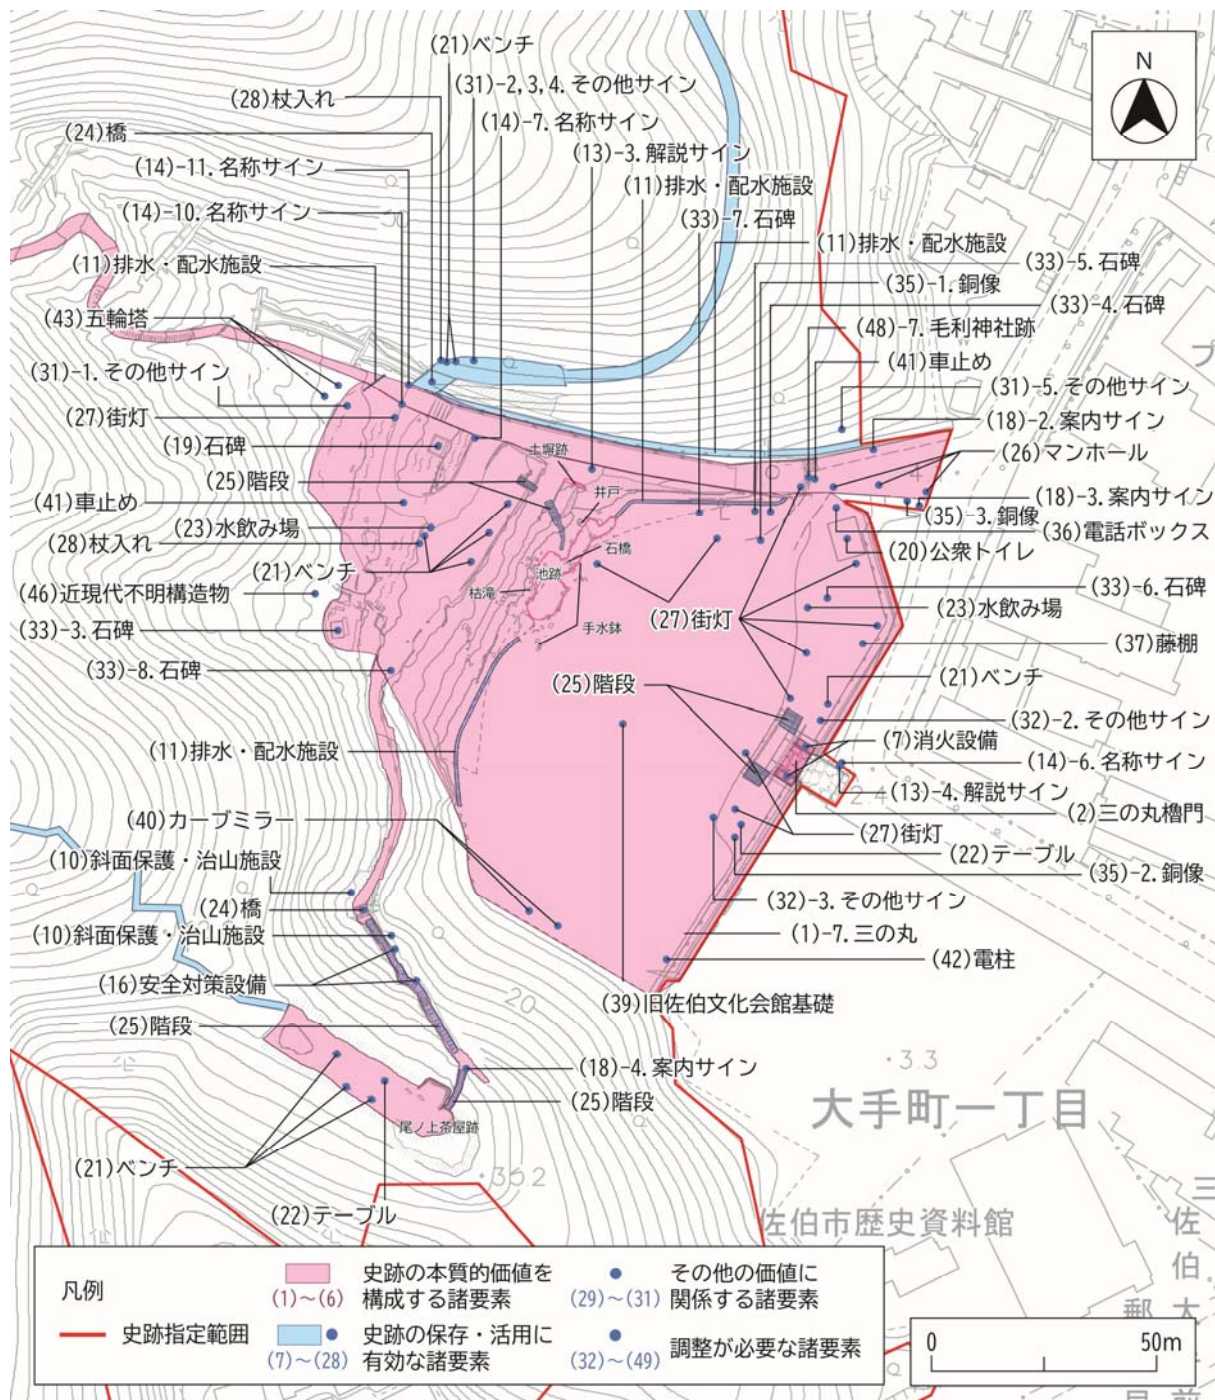 (21)ベンチ
(31)-2,3,4. その他サイン
(28)杖入れ
(14)-7. 名称サイン
(24)橋
(13)-3. 解説サイン
(14)-11. 名称サイン
(11)排水・配水施設
(14)-10. 名称サイン
(33)-7. 石碑
(11)排水・配水施設
(11)排水・配水施設
(33)-5. 石碑
(35)-1. 銅像
(33)-4. 石碑
(43)五輪塔
(48)-7. 毛利神社跡
(41)車止め
(31)-1. その他サイン
(31)-5. その他サイン
(27)街灯
(18)-2. 案内サイン
(19)石碑
(26)マンホール
土塀跡
(25)階段
井戸
(41)車止め
(18)-3. 案内サイン
(35)-3. 銅像
(23)水飲み場
(36)電話ボックス
(28)杖入れ
石橋
(20)公衆トイレ
(21)ベンチ
池跡
枯滝
(46)近現代不明構造物
(33)-6. 石碑
(27)街灯
(23)水飲み場
(33)-3. 石碑
手水鉢
(37)藤棚
(33)-8. 石碑
(25)階段
(21)ベンチ
(32)-2. その他サイン
(11)排水・配水施設
(7)消火設備
(14)-6. 名称サイン
(13)-4. 解説サイン
(2)三の丸櫓門
(40)カーブミラー
(27)街灯
(22)テーブル
(10)斜面保護・治山施設
(35)-2. 銅像
(24)橋
(32)-3. その他サイン
(10)斜面保護・治山施設
(1)-7. 三の丸
(42)電柱
(16)安全対策設備
20
(39)旧佐伯文化会館基礎
(25)階段
3.3
(18)-4. 案内サイン
(25)階段
大手町一丁目
尾ノ上茶屋跡
(21)ベンチ
(22)テーブル
佐伯市歴史資料館
N
凡例
史跡指定範囲
史跡の本質的価値を
(1)～(6) 構成する諸要素
史跡の保存・活用に
(7)～(28) 有効な諸要素
その他の価値に
(29)～(31) 関係する諸要素
(32)～(49) 調整が必要な諸要素
0 50m